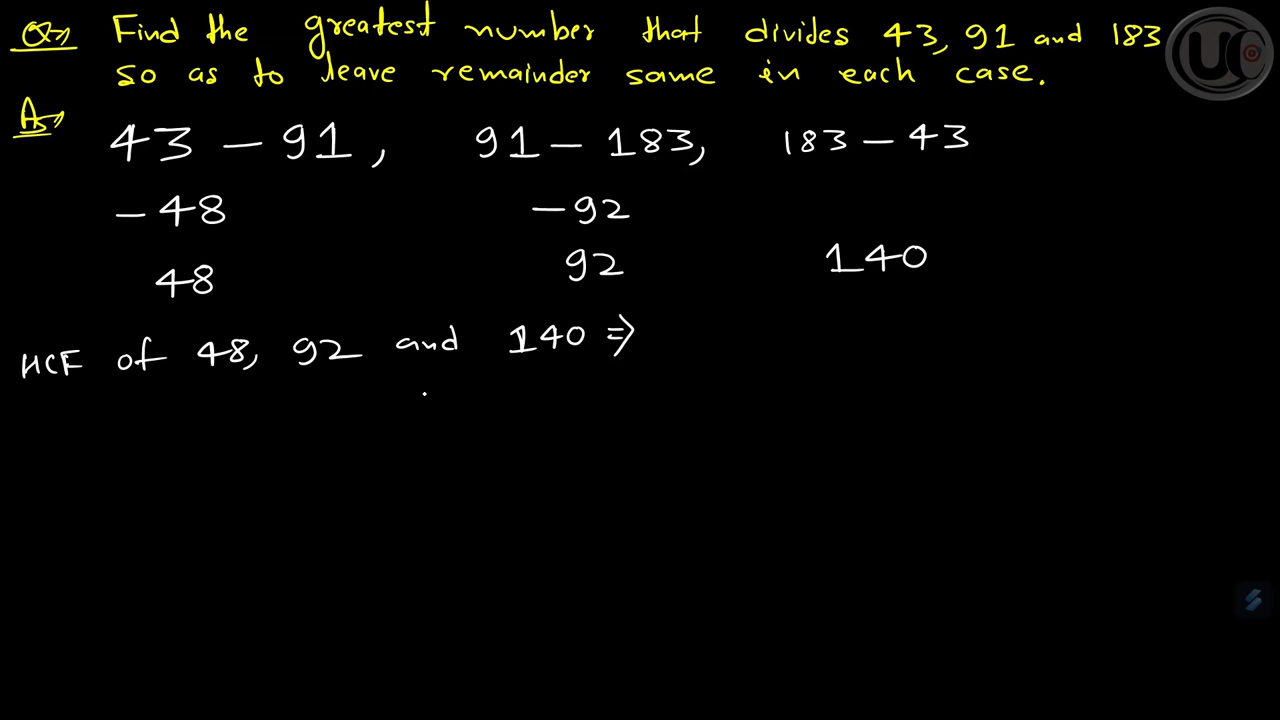 Q⇒ Find the greatest number that divides 43, 91 and 183
so as to leave remainder same in each case.
A⇒ 43 – 91, 91 – 183, 183 – 43
– 48 – 92
48 92 140
HCF of 48, 92 and 140 ⇒
UC